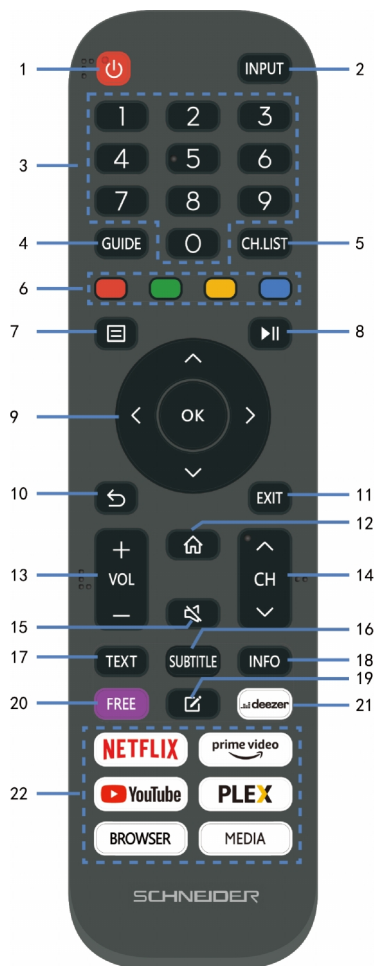 1
INPUT
2
1 2 3
3
4 5 6
7 8 9
4
GUIDE
0
CH.LIST
5
6
7
8
9
OK
10
EXIT
11
12
13
+
VOL
−
CH
14
15
16
17
TEXT
SUBTITLE
INFO
18
19
20
FREE
deezer
21
22
NETFLIX
prime video
YouTube
PLEX
BROWSER
MEDIA
SCHNEIDER